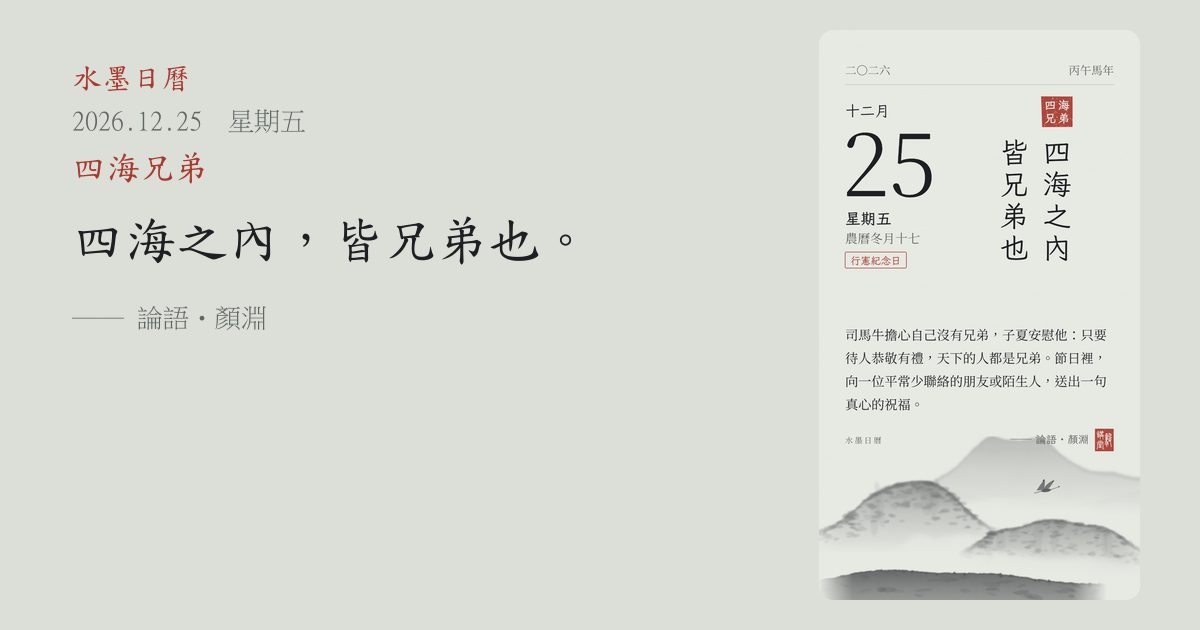 水墨日曆
2026.12.25 星期五
四海兄弟
四海之內，皆兄弟也。
—— 論語・顏淵
二〇二六
丙午馬年
十二月
25
星期五
農曆冬月十七
行憲紀念日
四海兄弟
四海之內
皆兄弟也
司馬牛擔心自己沒有兄弟，子夏安慰他：只要
待人恭敬有禮，天下的人都是兄弟。節日裡，
向一位平常少聯絡的朋友或陌生人，送出一句
真心的祝福。
水墨日曆
—— 論語・顏淵